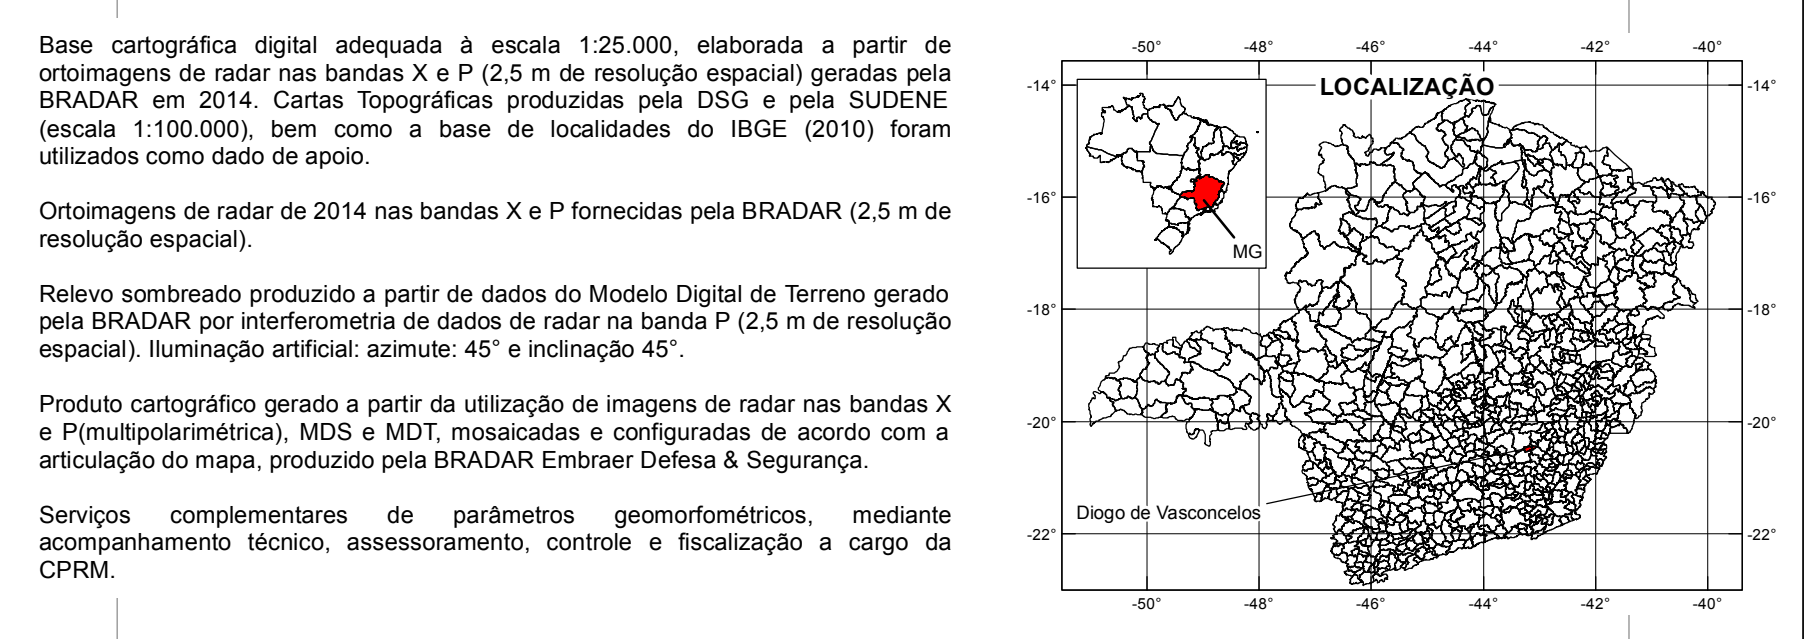 Base cartográfica digital adequada à escala 1:25.000, elaborada a partir de
ortoimagens de radar nas bandas X e P (2,5 m de resolução espacial) geradas pela
BRADAR em 2014. Cartas Topográficas produzidas pela DSG e pela SUDENE
(escala 1:100.000), bem como a base de localidades do IBGE (2010) foram
utilizados como dado de apoio.
Ortoimagens de radar de 2014 nas bandas X e P fornecidas pela BRADAR (2,5 m de
resolução espacial).
Relevo sombreado produzido a partir de dados do Modelo Digital de Terreno gerado
pela BRADAR por interferometria de dados de radar na banda P (2,5 m de resolução
espacial). Iluminação artificial: azimute: 45° e inclinação 45°.
Produto cartográfico gerado a partir da utilização de imagens de radar nas bandas X
e P(multipolarimétrica), MDS e MDT, mosaicadas e configuradas de acordo com a
articulação do mapa, produzido pela BRADAR Embraer Defesa & Segurança.
Serviços complementares de parâmetros geomorfométricos, mediante
acompanhamento técnico, assessoramento, controle e fiscalização a cargo da
CPRM.
-50° -48° -46° -44° -42° -40°
LOCALIZAÇÃO
-14° -14°
-16° -16°
MG
-18° -18°
-20° -20°
Diogo de Vasconcelos
-22° -22°
-50° -48° -46° -44° -42° -40°